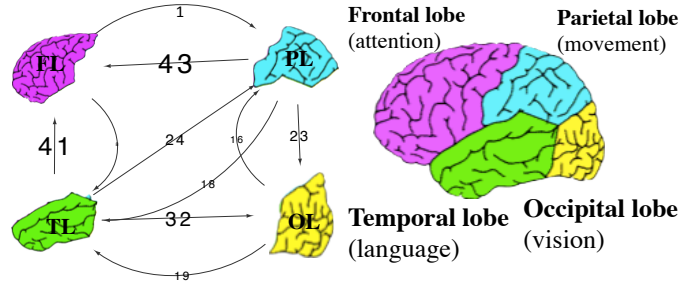 1
FL
PL
43
41
1
24
16
23
18
TL
32
OL
19
Frontal lobe
(attention)
Parietal lobe
(movement)
Temporal lobe
(language)
Occipital lobe
(vision)